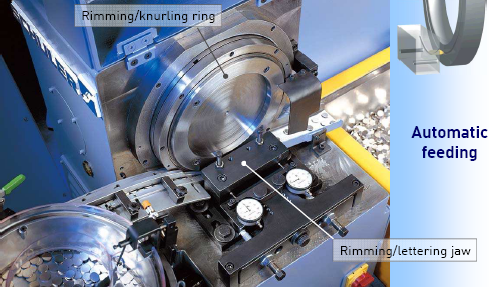 Rimming/knurling ring
Automatic
feeding
Rimming/lettering jaw